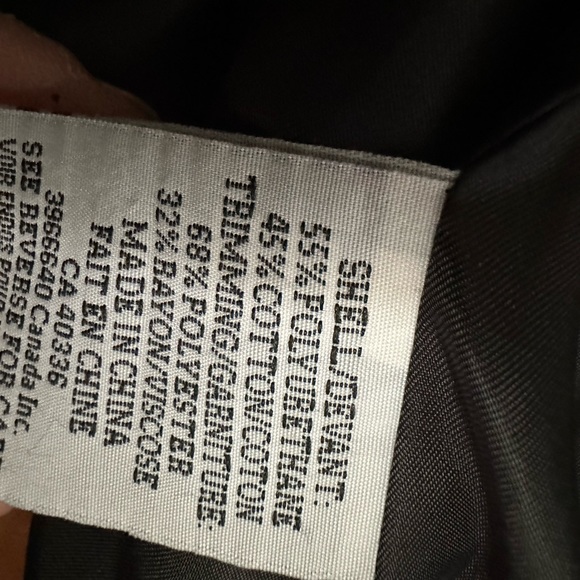 SHELL/DEVANT:
55% POLYURETHANE
45% COTTON/COTON
TRIMMING/GARNITURE:
68% POLYESTER
32% RAYON/VISCOSE
MADE IN CHINA
FAIT EN CHINE
CA 40336
3966640 Canada Inc.
SEE REVERSE FOR
VOIR ENDOS POUR